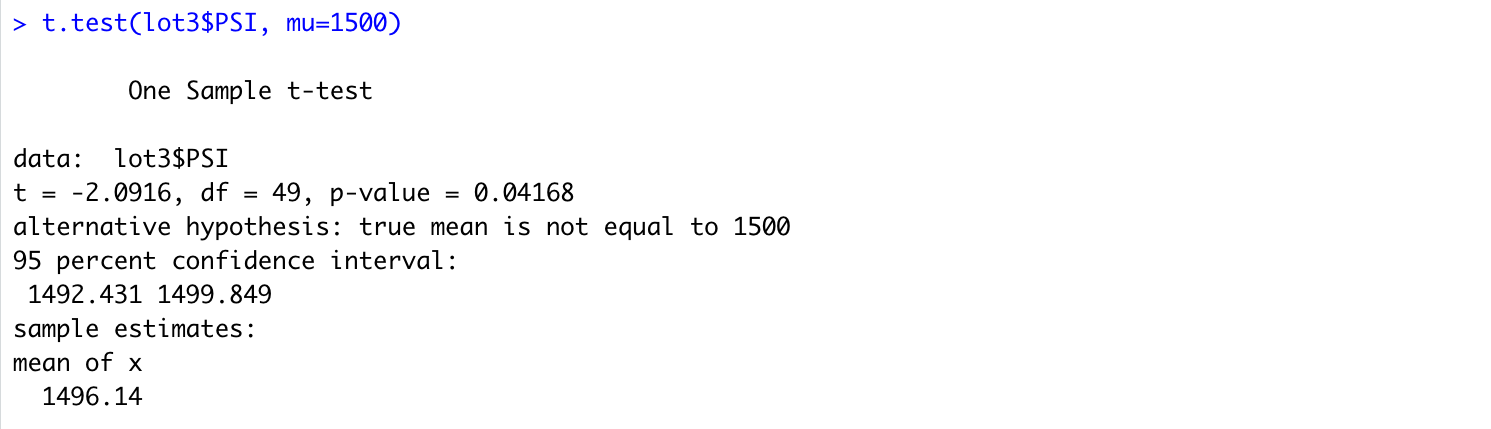 > t.test(lot3$PSI, mu=1500)
One Sample t-test
data:  lot3$PSI
t = -2.0916, df = 49, p-value = 0.04168
alternative hypothesis: true mean is not equal to 1500
95 percent confidence interval:
1492.431 1499.849
sample estimates:
mean of x
1496.14